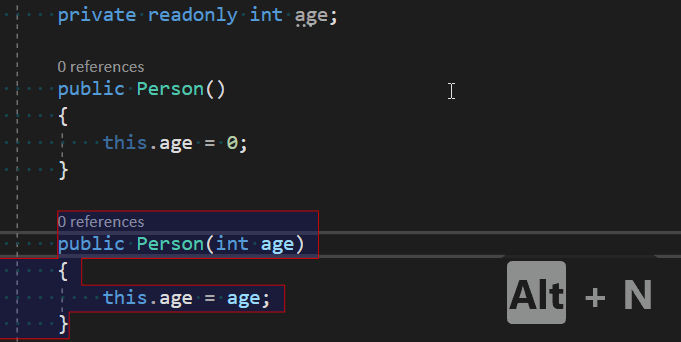 private readonly int age;
0 references
public Person()
{
this.age = 0;
}
0 references
public Person(int age)
{
this.age = age;
}
Alt + N